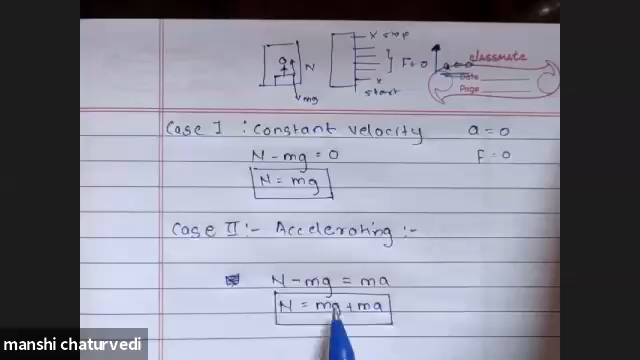 x stop
a
N
F = 0
mg
x
start
classmate
Date
Page
Case I : Constant velocity a = 0
N - mg = 0 F = 0
N = mg
Case II :- Accelerating :-
N - mg = ma
N = mg + ma
manshi chaturvedi